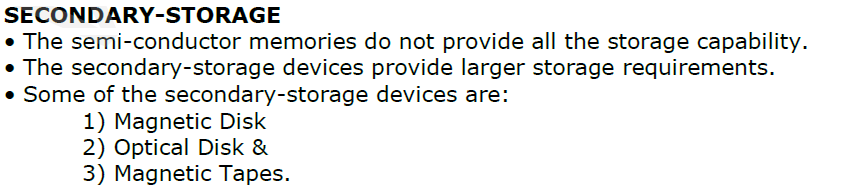 SECONDARY-STORAGE
• The semi-conductor memories do not provide all the storage capability.
• The secondary-storage devices provide larger storage requirements.
• Some of the secondary-storage devices are:
1) Magnetic Disk
2) Optical Disk &
3) Magnetic Tapes.